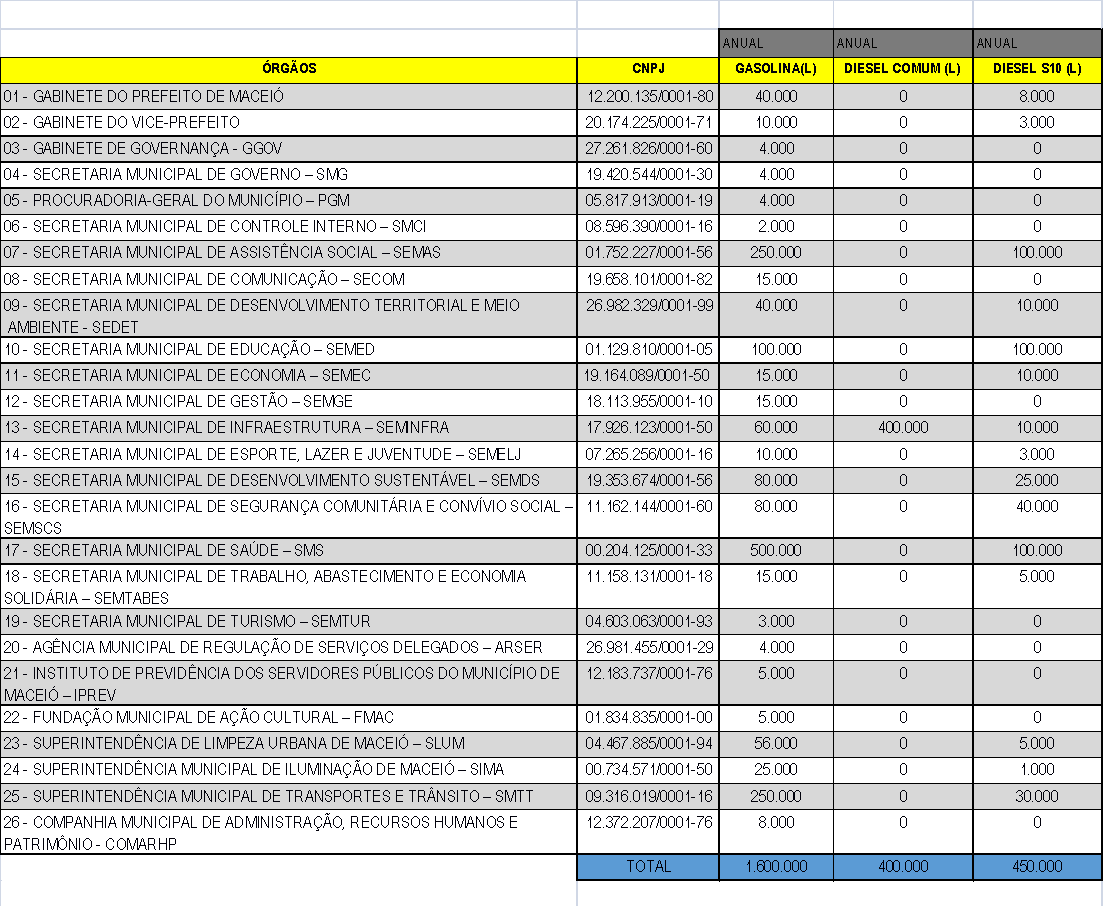 ANUAL ANUAL ANUAL
ÓRGÃOS CNPJ GASOLINA(L) DIESEL COMUM (L) DIESEL S10 (L)
01 - GABINETE DO PREFEITO DE MACEIÓ 12.200.135/0001-80 40.000 0 8.000
02 - GABINETE DO VICE-PREFEITO 20.174.225/0001-71 10.000 0 3.000
03 - GABINETE DE GOVERNANÇA - GGOV 27.261.826/0001-60 4.000 0 0
04 - SECRETARIA MUNICIPAL DE GOVERNO – SMG 19.420.544/0001-30 4.000 0 0
05 - PROCURADORIA-GERAL DO MUNICÍPIO – PGM 05.817.913/0001-19 4.000 0 0
06 - SECRETARIA MUNICIPAL DE CONTROLE INTERNO – SMCI 08.596.390/0001-16 2.000 0 0
07 - SECRETARIA MUNICIPAL DE ASSISTÊNCIA SOCIAL – SEMAS 01.752.227/0001-56 250.000 0 100.000
08 - SECRETARIA MUNICIPAL DE COMUNICAÇÃO – SECOM 19.658.101/0001-82 15.000 0 0
09 - SECRETARIA MUNICIPAL DE DESENVOLVIMENTO TERRITORIAL E MEIO 26.982.329/0001-99 40.000 0 10.000
AMBIENTE - SEDET
10 - SECRETARIA MUNICIPAL DE EDUCAÇÃO – SEMED 01.129.810/0001-05 100.000 0 100.000
11 - SECRETARIA MUNICIPAL DE ECONOMIA – SEMEC 19.164.089/0001-50 15.000 0 10.000
12 - SECRETARIA MUNICIPAL DE GESTÃO – SEMGE 18.113.955/0001-10 15.000 0 0
13 - SECRETARIA MUNICIPAL DE INFRAESTRUTURA – SEMINFRA 17.926.123/0001-50 60.000 400.000 10.000
14 - SECRETARIA MUNICIPAL DE ESPORTE, LAZER E JUVENTUDE – SEMELJ 07.265.256/0001-16 10.000 0 3.000
15 - SECRETARIA MUNICIPAL DE DESENVOLVIMENTO SUSTENTÁVEL – SEMDS 19.353.674/0001-56 80.000 0 25.000
16 - SECRETARIA MUNICIPAL DE SEGURANÇA COMUNITÁRIA E CONVÍVIO SOCIAL – 11.162.144/0001-60 80.000 0 40.000
SEMSCS
17 - SECRETARIA MUNICIPAL DE SAÚDE – SMS 00.204.125/0001-33 500.000 0 100.000
18 - SECRETARIA MUNICIPAL DE TRABALHO, ABASTECIMENTO E ECONOMIA 11.158.131/0001-18 15.000 0 5.000
SOLIDÁRIA – SEMTABES
19 - SECRETARIA MUNICIPAL DE TURISMO – SEMTUR 04.603.063/0001-93 3.000 0 0
20 - AGÊNCIA MUNICIPAL DE REGULAÇÃO DE SERVIÇOS DELEGADOS – ARSER 26.981.455/0001-29 4.000 0 0
21 - INSTITUTO DE PREVIDÊNCIA DOS SERVIDORES PÚBLICOS DO MUNICÍPIO DE 12.183.737/0001-76 5.000 0 0
MACEIÓ – IPREV
22 - FUNDAÇÃO MUNICIPAL DE AÇÃO CULTURAL – FMAC 01.834.835/0001-00 5.000 0 0
23 - SUPERINTENDÊNCIA DE LIMPEZA URBANA DE MACEIÓ – SLUM 04.467.885/0001-94 56.000 0 5.000
24 - SUPERINTENDÊNCIA MUNICIPAL DE ILUMINAÇÃO DE MACEIÓ – SIMA 00.734.571/0001-50 25.000 0 1.000
25 - SUPERINTENDÊNCIA MUNICIPAL DE TRANSPORTES E TRÂNSITO – SMTT 09.316.019/0001-16 250.000 0 30.000
26 - COMPANHIA MUNICIPAL DE ADMINISTRAÇÃO, RECURSOS HUMANOS E 12.372.207/0001-76 8.000 0 0
PATRIMÔNIO - COMARHP
TOTAL 1.600.000 400.000 450.000